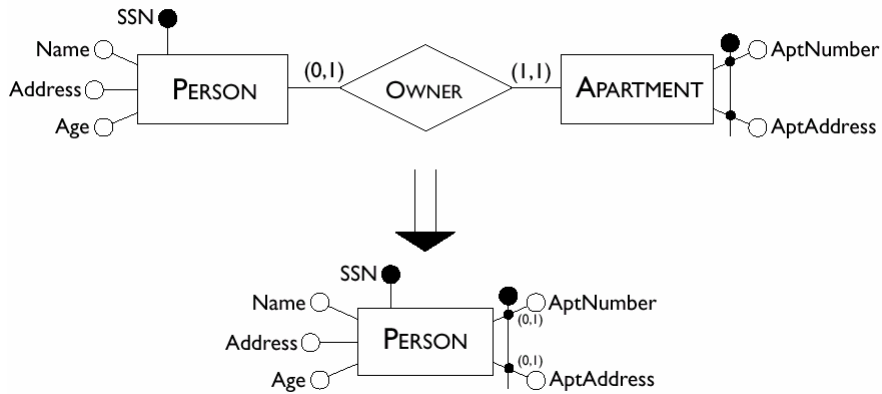 SSN
Name
Address
Age
PERSON
(0,1)
OWNER
(1,1)
APARTMENT
AptNumber
AptAddress
SSN
Name
Address
Age
PERSON
AptNumber
(0,1)
(0,1)
AptAddress